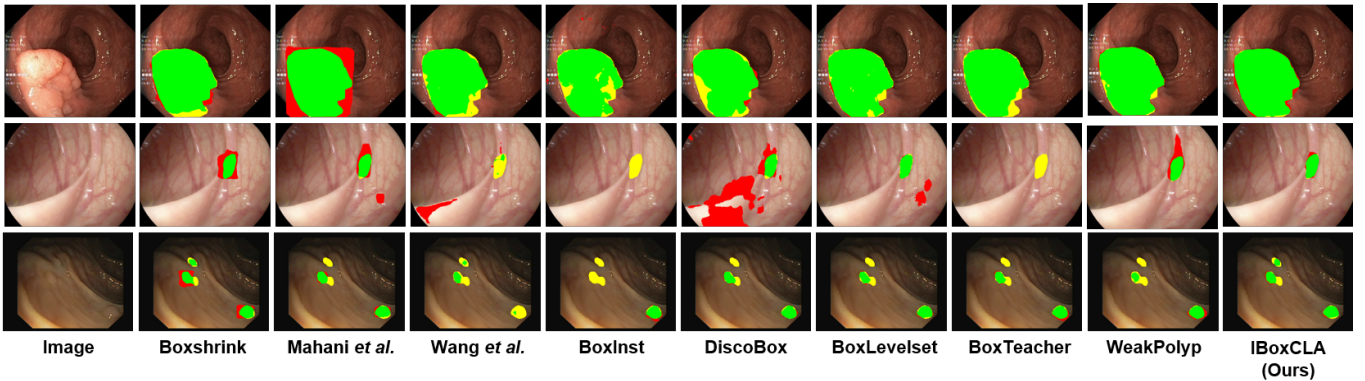 Image Boxshrink Mahani et al. Wang et al. BoxInst DiscoBox BoxLevelset BoxTeacher WeakPolyp IBoxCLA
(Ours)